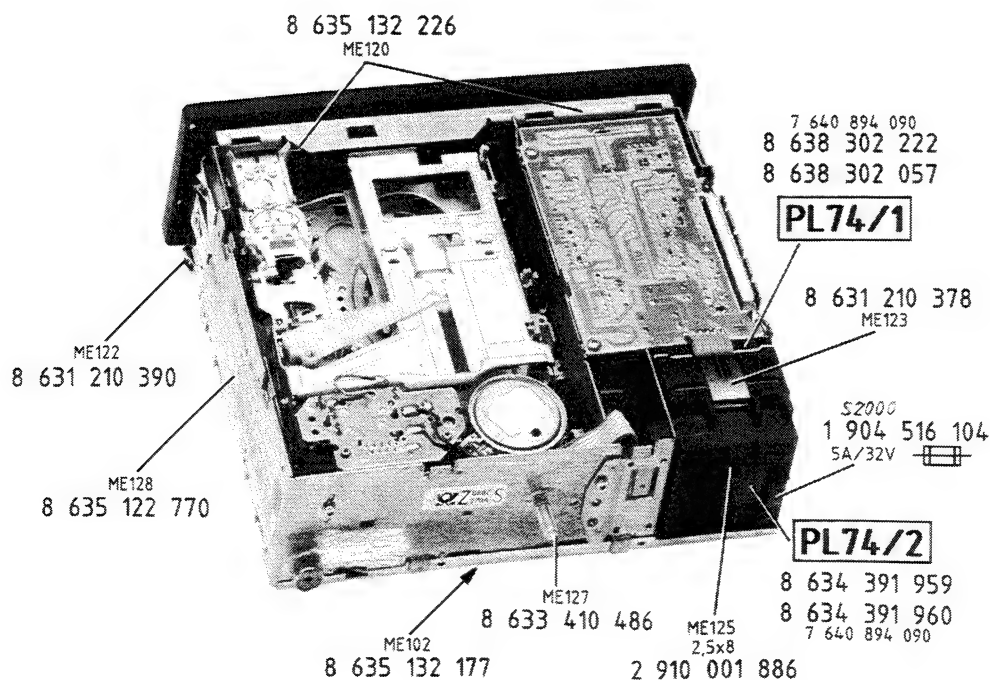 8 635 132 226
ME120
7 640 894 090
8 638 302 222
8 638 302 057
PL74/1
8 631 210 378
ME123
ME122
8 631 210 390
S2000
1 904 516 104
5A/32V
ME128
8 635 122 770
Z
S
PL74/2
8 634 391 959
8 634 391 960
7 640 894 090
ME127
8 633 410 486
ME125
2,5x8
2 910 001 886
ME102
8 635 132 177